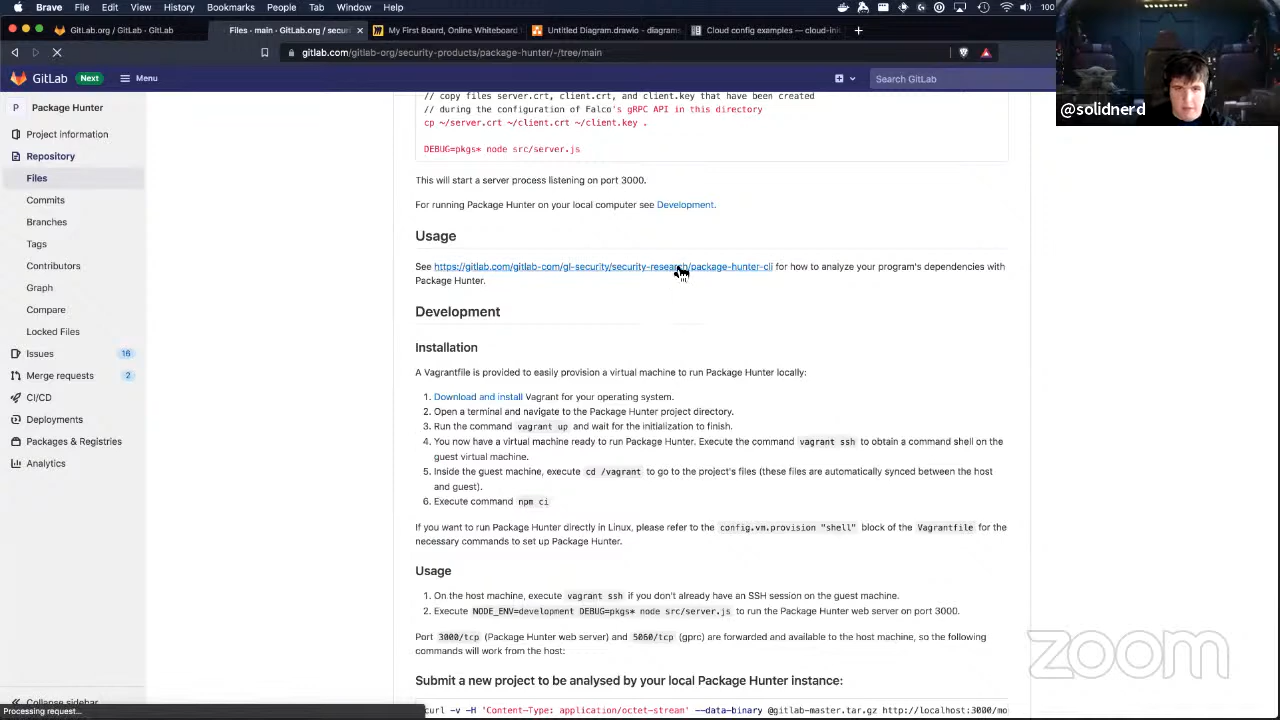 Brave File Edit View History Bookmarks People Tab Window Help
100
GitLab.org / GitLab · GitLab
Files · main · GitLab.org / secur
My First Board, Online Whiteboard
Untitled Diagram.drawio - diagrams
Cloud config examples — cloud-ini
gitlab.com/gitlab-org/security-products/package-hunter/-/tree/main
GitLab Next Menu
Search GitLab
@solidnerd
P Package Hunter
Project information
Repository
Files
Commits
Branches
Tags
Contributors
Graph
Compare
Locked Files
Issues 16
Merge requests 2
CI/CD
Deployments
Packages & Registries
Analytics
Collapse sidebar
Processing request...
// copy files server.crt, client.crt, and client.key that have been created
// during the configuration of Falco's gRPC API in this directory
cp ~/server.crt ~/client.crt ~/client.key .
DEBUG=pkgs* node src/server.js
This will start a server process listening on port 3000.
For running Package Hunter on your local computer see Development.
Usage
See https://gitlab.com/gitlab-com/gl-security/security-research/package-hunter-cli for how to analyze your program's dependencies with
Package Hunter.
Development
Installation
A Vagrantfile is provided to easily provision a virtual machine to run Package Hunter locally:
1. Download and install Vagrant for your operating system.
2. Open a terminal and navigate to the Package Hunter project directory.
3. Run the command vagrant up and wait for the initialization to finish.
4. You now have a virtual machine ready to run Package Hunter. Execute the command vagrant ssh to obtain a command shell on the
guest virtual machine.
5. Inside the guest machine, execute cd /vagrant to go to the project's files (these files are automatically synced between the host
and guest).
6. Execute command npm ci
If you want to run Package Hunter directly in Linux, please refer to the config.vm.provision "shell" block of the Vagrantfile for the
necessary commands to set up Package Hunter.
Usage
1. On the host machine, execute vagrant ssh if you don't already have an SSH session on the guest machine.
2. Execute NODE_ENV=development DEBUG=pkgs* node src/server.js to run the Package Hunter web server on port 3000.
Port 3000/tcp (Package Hunter web server) and 5060/tcp (gprc) are forwarded and available to the host machine, so the following
commands will work from the host:
Submit a new project to be analysed by your local Package Hunter instance:
curl -v -H 'Content-Type: application/octet-stream' --data-binary @gitlab-master.tar.gz http://localhost:3000/mo
zoom